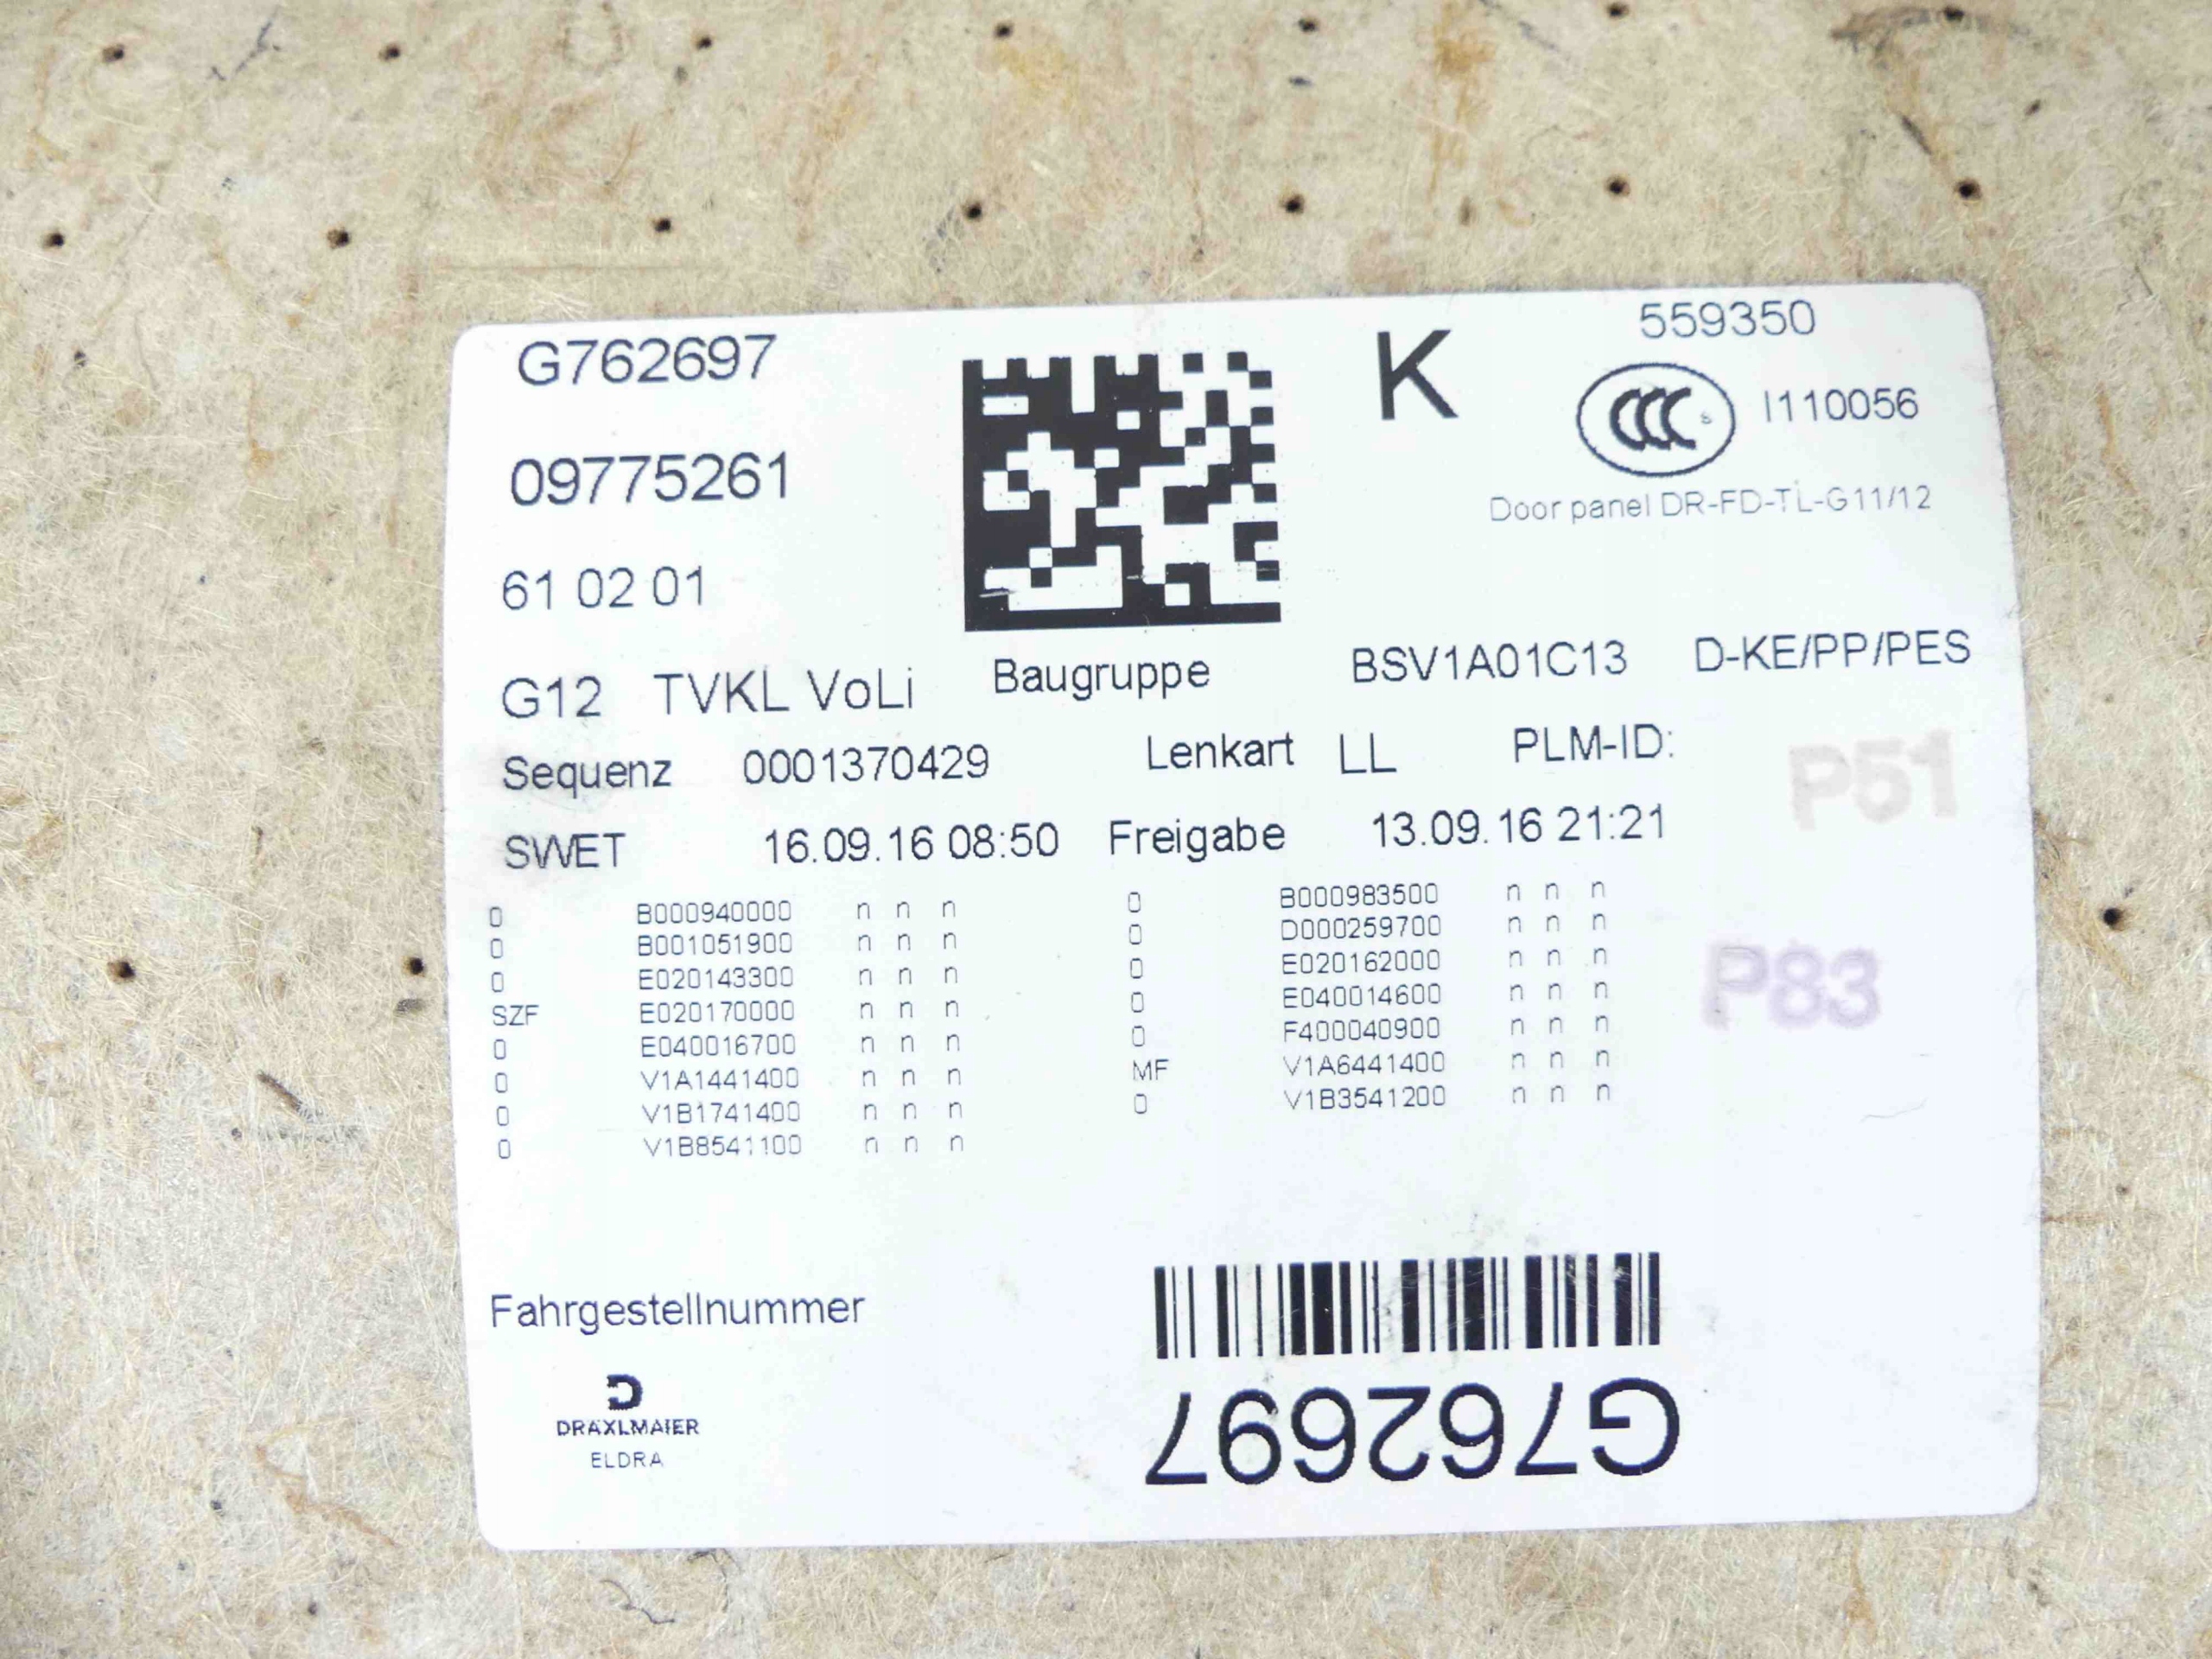 G762697
K
559350
CCC S
I110056
09775261
Door panel DR-FD-TL-G11/12
61 02 01
G12 TVKL VoLi Baugruppe BSV1A01C13 D-KE/PP/PES
Sequenz 0001370429 Lenkart LL PLM-ID:
P51
SWET 16.09.16 08:50 Freigabe 13.09.16 21:21
0 B000940000 n n n 0 B000983500 n n n
0 B001051900 n n n 0 D000259700 n n n
0 E020143300 n n n 0 E020162000 n n n
SZF E020170000 n n n 0 E040014600 n n n
0 E040016700 n n n 0 F400040900 n n n
0 V1A1441400 n n n MF V1A6441400 n n n
0 V1B1741400 n n n 0 V1B3541200 n n n
0 V1B8541100 n n n
P83
Fahrgestellnummer
DRÄXLMAIER
ELDRA
G762697